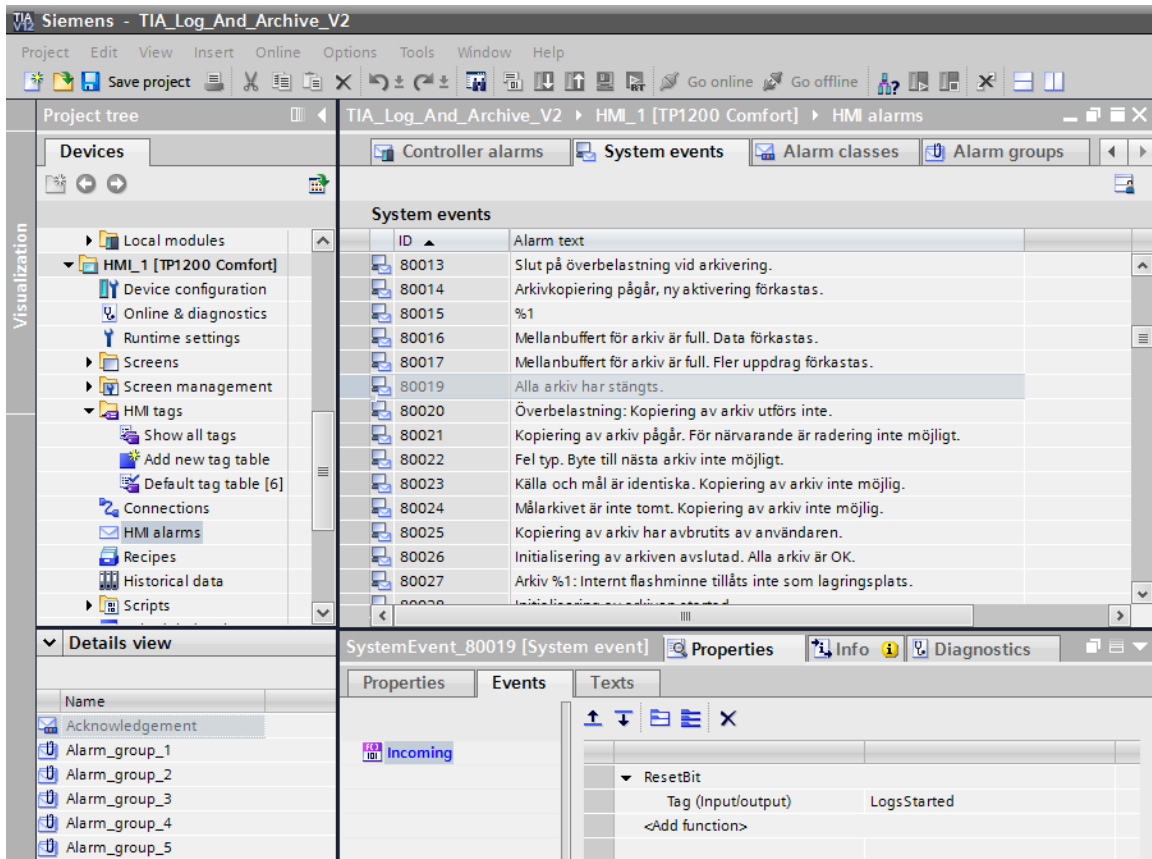 TIA V12 Siemens - TIA_Log_And_Archive_V2
Project Edit View Insert Online Options Tools Window Help
Save project Go online Go offline
Project tree
TIA_Log_And_Archive_V2 HMI_1 [TP1200 Comfort] HMI alarms
Devices
Controller alarms System events Alarm classes Alarm groups
Visualization
Local modules
HMI_1 [TP1200 Comfort]
Device configuration
Online & diagnostics
Runtime settings
Screens
Screen management
HMI tags
Show all tags
Add new tag table
Default tag table [6]
Connections
HMI alarms
Recipes
Historical data
Scripts
System events
ID Alarm text
80013 Slut på överbelastning vid arkivering.
80014 Arkivkopiering pågår, ny aktivering förkastas.
80015 %1
80016 Mellanbuffert för arkiv är full. Data förkastas.
80017 Mellanbuffert för arkiv är full. Fler uppdrag förkastas.
80019 Alla arkiv har stängts.
80020 Överbelastning: Kopiering av arkiv utförs inte.
80021 Kopiering av arkiv pågår. För närvarande är radering inte möjligt.
80022 Fel typ. Byte till nästa arkiv inte möjligt.
80023 Källa och mål är identiska. Kopiering av arkiv inte möjlig.
80024 Målarkivet är inte tomt. Kopiering av arkiv inte möjlig.
80025 Kopiering av arkiv har avbrutits av användaren.
80026 Initialisering av arkiven avslutad. Alla arkiv är OK.
80027 Arkiv %1: Internt flashminne tillåts inte som lagringsplats.
Details view
Name
Acknowledgement
Alarm_group_1
Alarm_group_2
Alarm_group_3
Alarm_group_4
Alarm_group_5
SystemEvent_80019 [System event] Properties Info Diagnostics
Properties Events Texts
Incoming
ResetBit
Tag (Input/output) LogsStarted
<Add function>